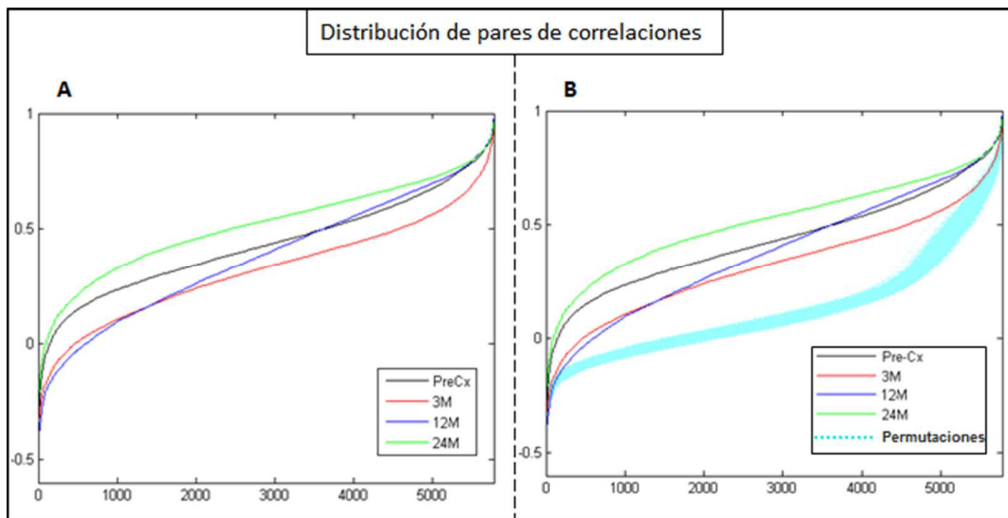 Distribución de pares de correlaciones
A
1
0.5
0
-0.5
0 1000 2000 3000 4000 5000
PreCx
3M
12M
24M
B
1
0.5
0
-0.5
0 1000 2000 3000 4000 5000
Pre-Cx
3M
12M
24M
Permutaciones